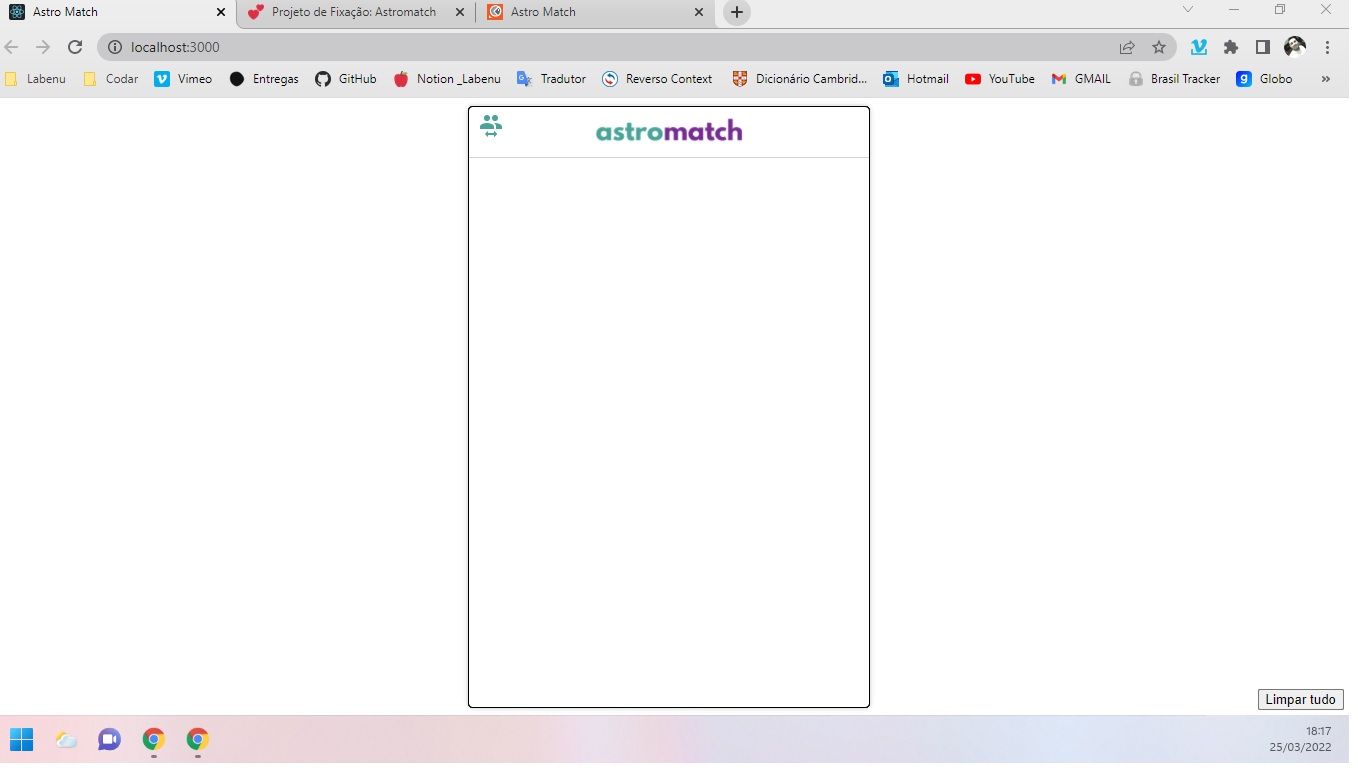 Astro Match
Projeto de Fixação: Astromatch
Astro Match
localhost:3000
Labenu
Codar
Vimeo
Entregas
GitHub
Notion _Labenu
Tradutor
Reverso Context
Dicionário Cambrid...
Hotmail
YouTube
GMAIL
Brasil Tracker
Globo
»
astromatch
Limpar tudo
18:17
25/03/2022